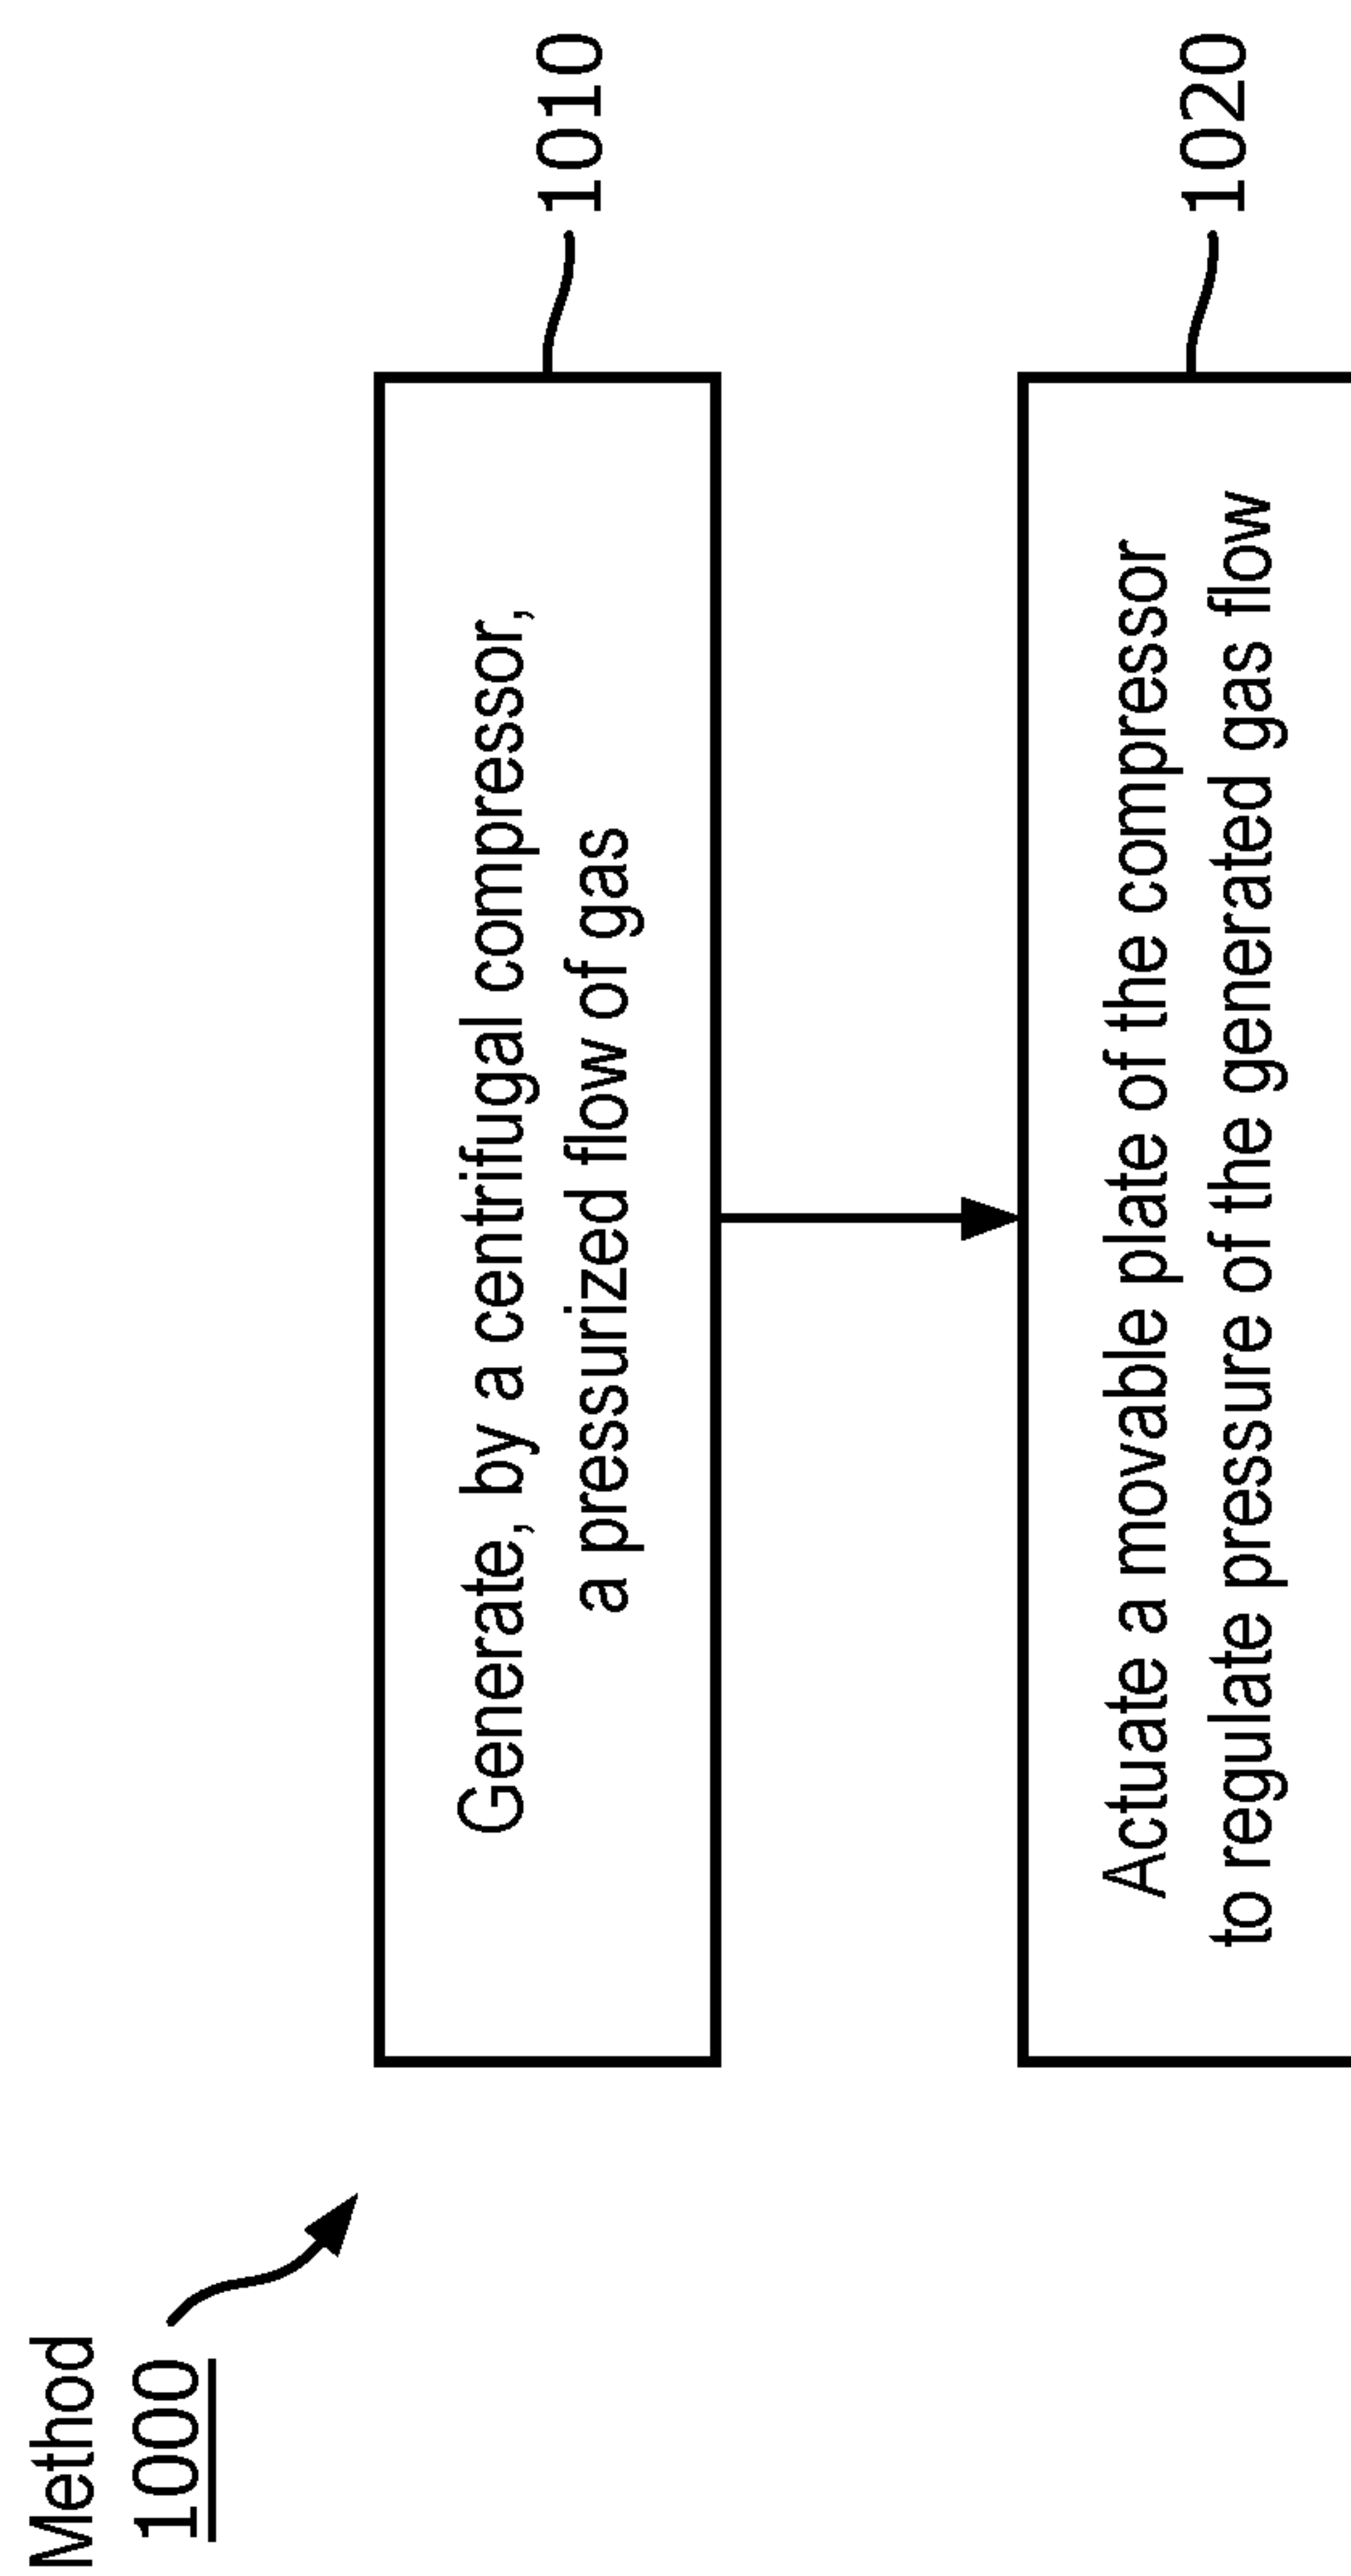 Method
1000
Generate, by a centrifugal compressor,
a pressurized flow of gas
1010
Actuate a movable plate of the compressor
to regulate pressure of the generated gas flow
1020